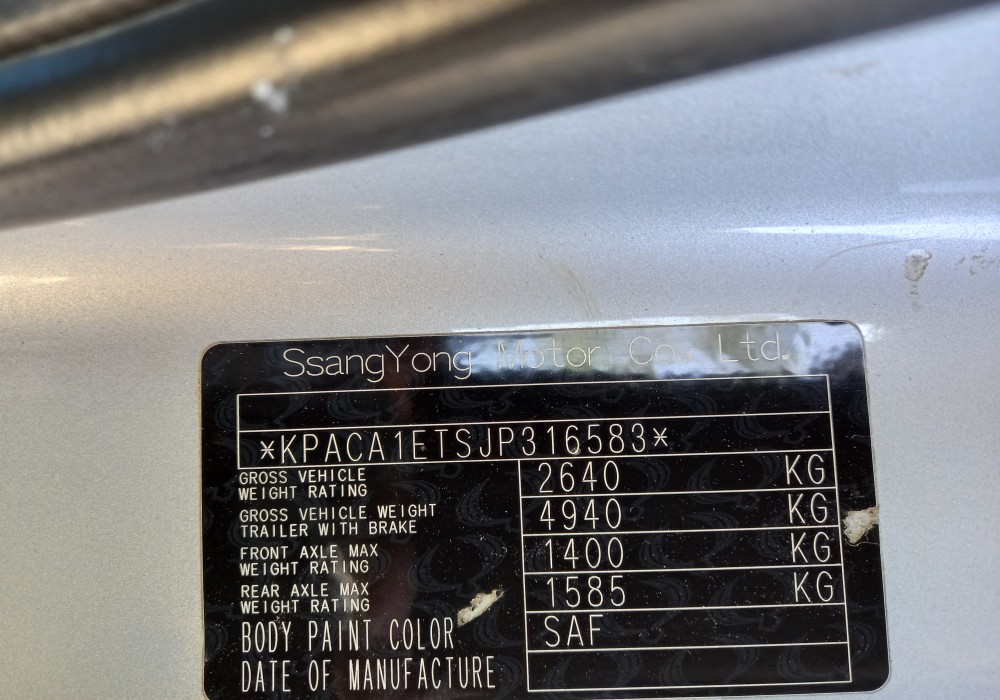 SsangYong Motor Co., Ltd.
*KPACA1ETSJP316583*
GROSS VEHICLE
WEIGHT RATING
2640 KG
GROSS VEHICLE WEIGHT
TRAILER WITH BRAKE
4940 KG
FRONT AXLE MAX
WEIGHT RATING
1400 KG
REAR AXLE MAX
WEIGHT RATING
1585 KG
BODY PAINT COLOR SAF
DATE OF MANUFACTURE